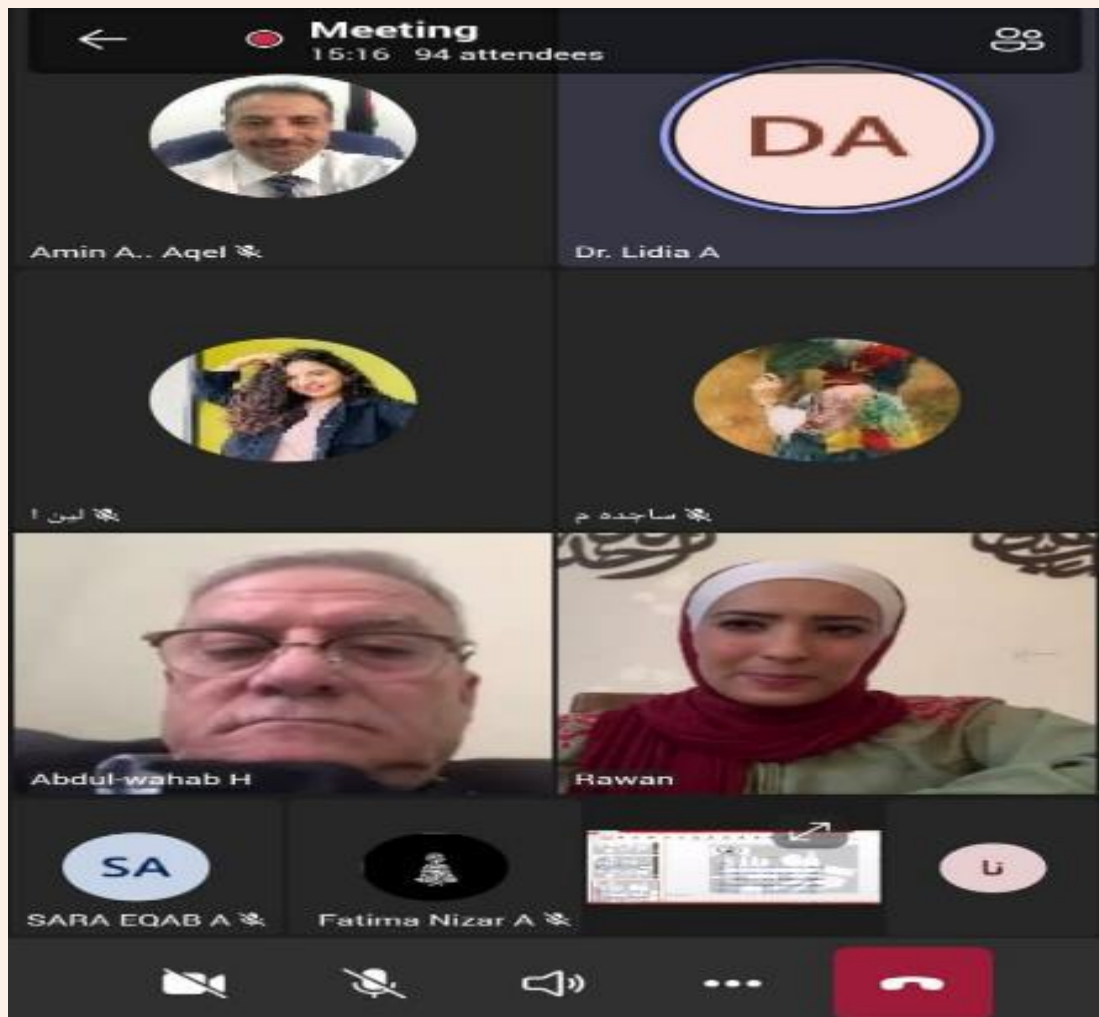 Meeting
15:16 94 attendees
DA
Amin A.. Aqel
Dr. Lidia A
لين ا
ساجده م
Abdul-wahab H
Rawan
SA
تا
SARA EQAB A
Fatima Nizar A